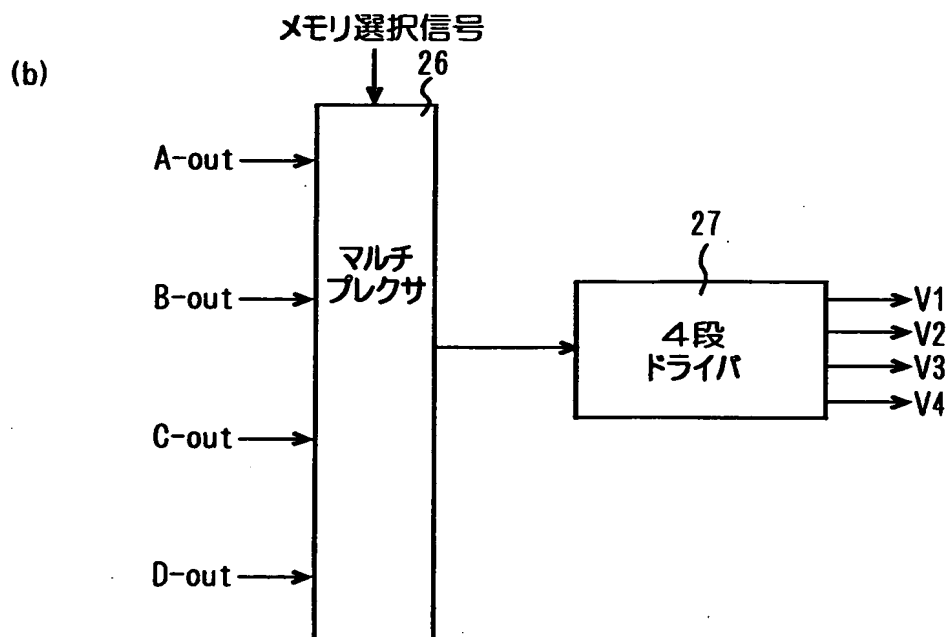 メモリ選択信号
(b)
26
A-out
マルチ
プレクサ
B-out
27
4段
ドライバ
V1
V2
V3
V4
C-out
D-out